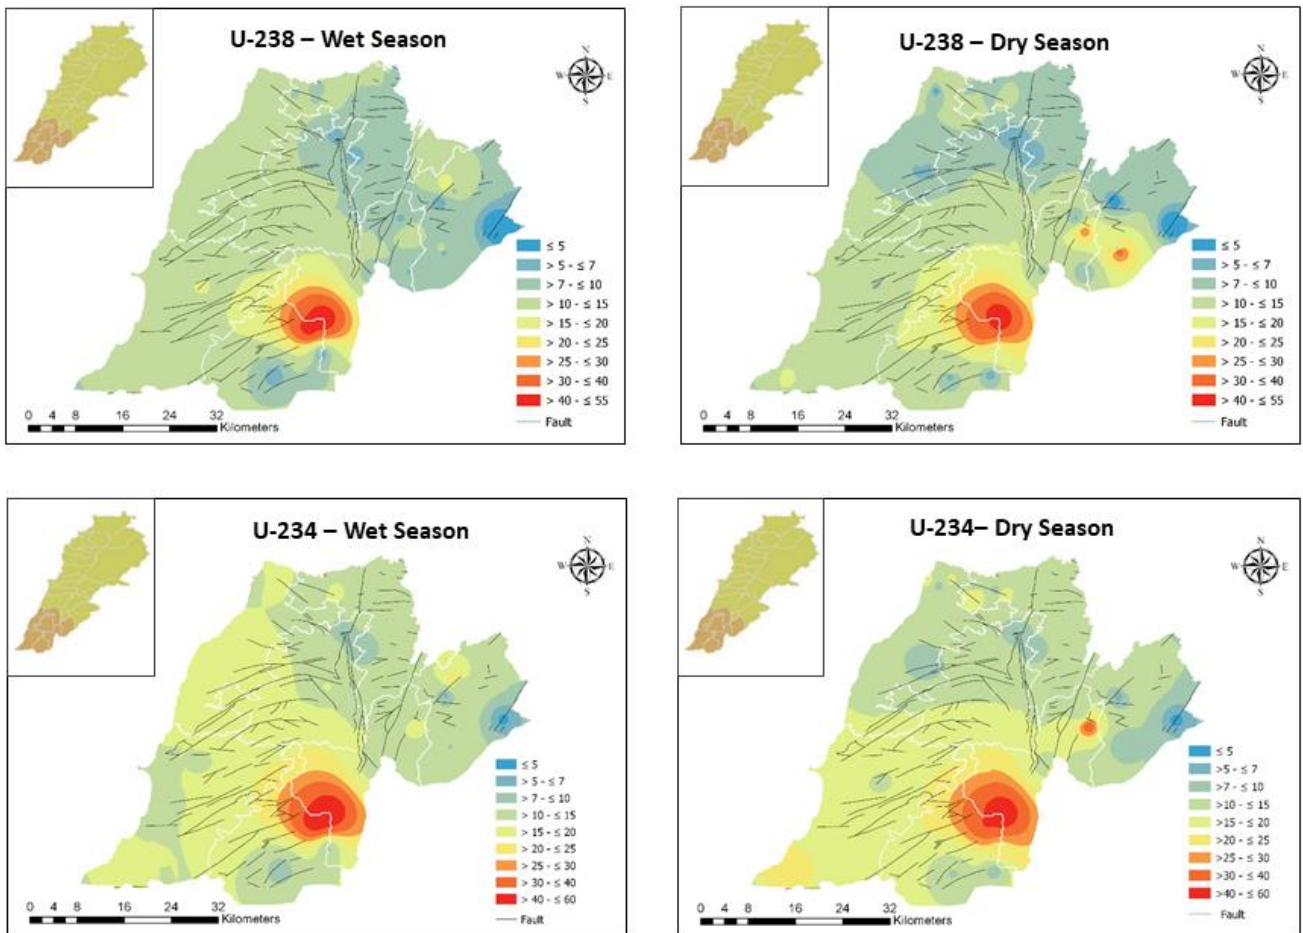 U-238 – Wet Season
N
W
E
S
≤ 5
> 5 - ≤ 7
> 7 - ≤ 10
> 10 - ≤ 15
> 15 - ≤ 20
> 20 - ≤ 25
> 25 - ≤ 30
> 30 - ≤ 40
> 40 - ≤ 55
Fault
0 4 8 16 24 32
Kilometers
U-238 – Dry Season
N
W
E
S
≤ 5
> 5 - ≤ 7
> 7 - ≤ 10
> 10 - ≤ 15
> 15 - ≤ 20
> 20 - ≤ 25
> 25 - ≤ 30
> 30 - ≤ 40
> 40 - ≤ 55
Fault
0 4 8 16 24 32
Kilometers
U-234 – Wet Season
N
W
E
S
≤ 5
> 5 - ≤ 7
> 7 - ≤ 10
> 10 - ≤ 15
> 15 - ≤ 20
> 20 - ≤ 25
> 25 - ≤ 30
> 30 - ≤ 40
> 40 - ≤ 60
Fault
0 4 8 16 24 32
Kilometers
U-234– Dry Season
N
W
E
S
≤ 5
>5 - ≤ 7
>7 - ≤ 10
>10 - ≤ 15
>15 - ≤ 20
>20 - ≤ 25
>25 - ≤ 30
>30 - ≤ 40
>40 - ≤ 60
Fault
0 4 8 16 24 32
Kilometers